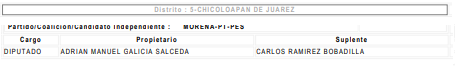 Distrito : 5-CHICOLOAPAN DE JUAREZ
Partido/Coalición/Candidato Independiente : MORENA-PT-PES
Cargo Propietario Suplente
DIPUTADO ADRIAN MANUEL GALICIA SALCEDA CARLOS RAMIREZ BOBADILLA